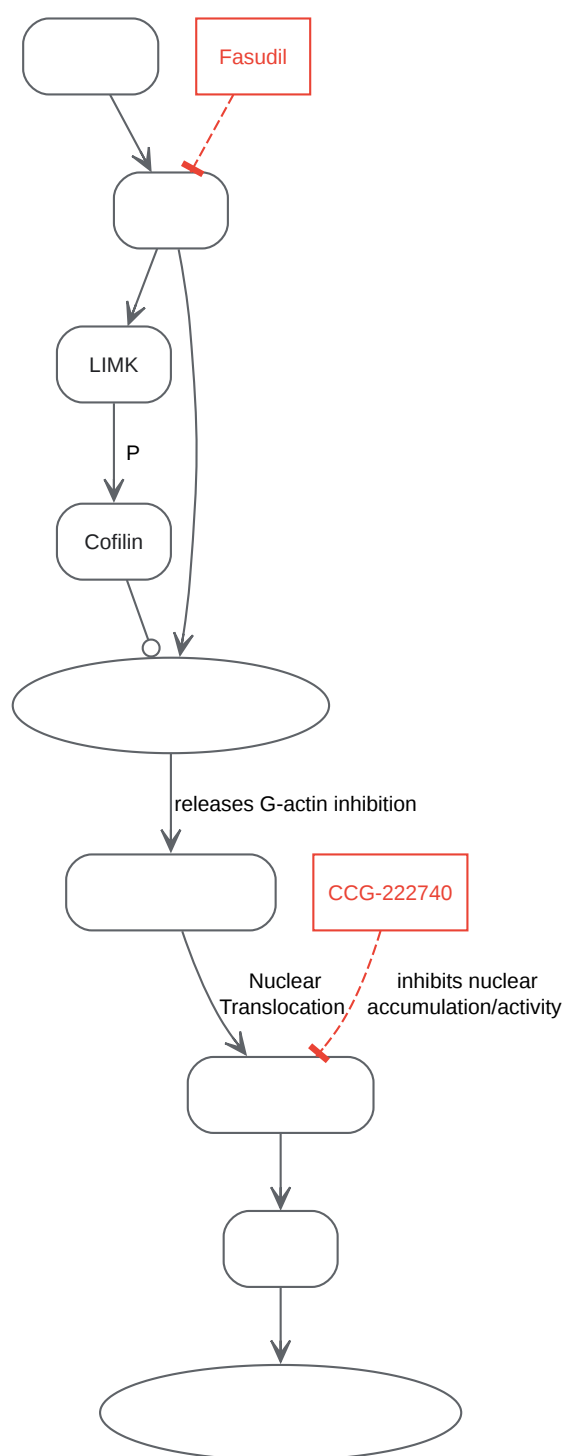 Fasudil
LIMK
P
Cofilin
releases G-actin inhibition
CCG-222740
Nuclear
Translocation
inhibits nuclear
accumulation/activity